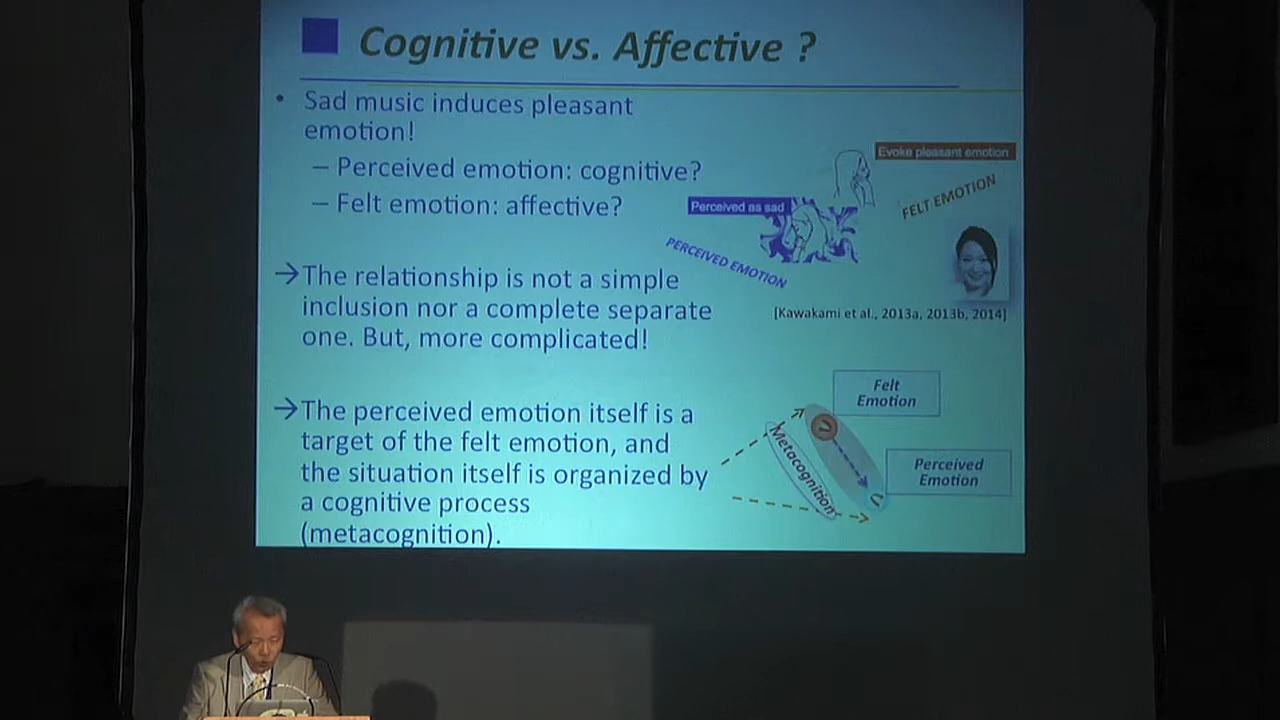 Cognitive vs. Affective ?
• Sad music induces pleasant
emotion!
– Perceived emotion: cognitive?
– Felt emotion: affective?
Evoke pleasant emotion
FELT EMOTION
Perceived as sad
PERCEIVED EMOTION
[Kawakami et al., 2013a, 2013b, 2014]
→The relationship is not a simple
inclusion nor a complete separate
one. But, more complicated!
→The perceived emotion itself is a
target of the felt emotion, and
the situation itself is organized by
a cognitive process
(metacognition).
Felt
Emotion
Metacognition
Perceived
Emotion